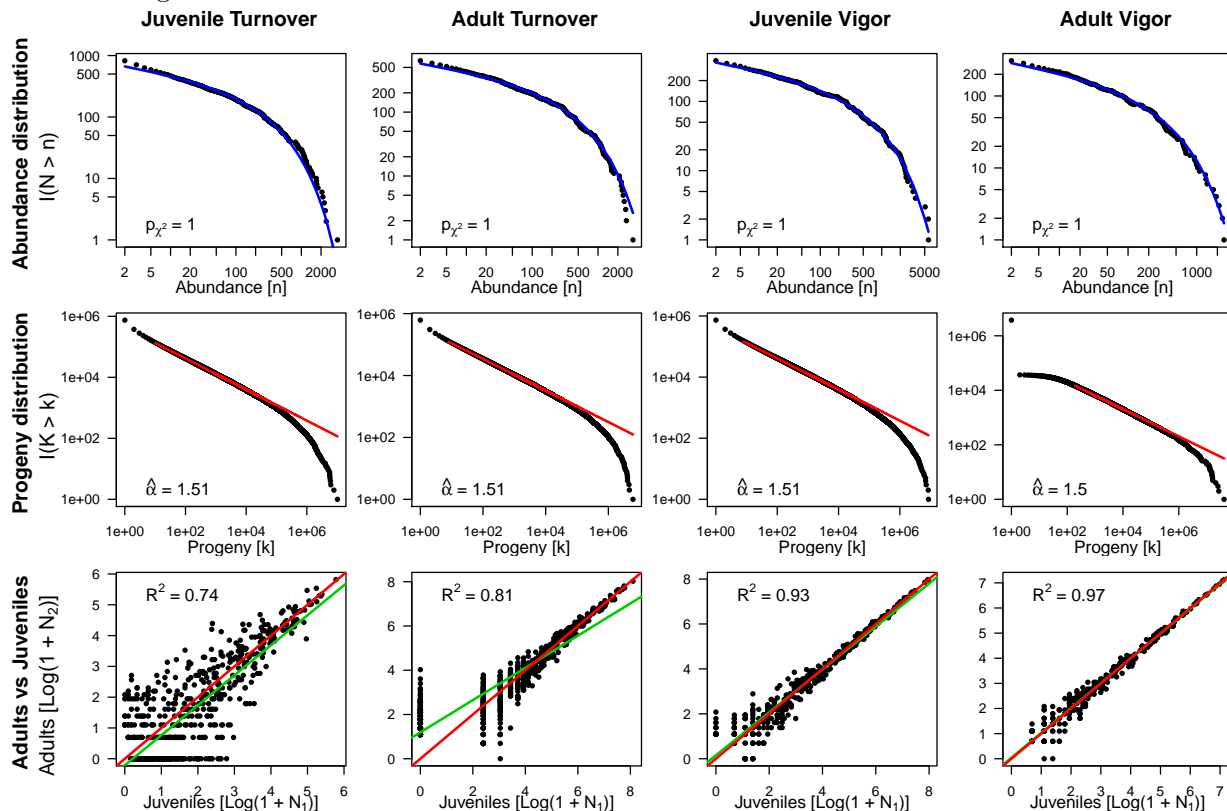 Juvenile Turnover Adult Turnover Juvenile Vigor Adult Vigor
Abundance distribution
I(N > n)
1000
500
100
50
10
5
1
pχ² = 1
2 5 20 100 500 2000
Abundance [n]
500
200
100
50
20
10
5
2
1
pχ² = 1
2 5 20 100 500 2000
Abundance [n]
200
100
50
20
10
5
2
1
pχ² = 1
2 5 20 100 500 5000
Abundance [n]
200
100
50
20
10
5
2
1
pχ² = 1
2 5 20 50 200 1000
Abundance [n]
Progeny distribution
I(K > k)
1e+06
1e+04
1e+02
1e+00
α̂ = 1.51
1e+00 1e+02 1e+04 1e+06
Progeny [k]
1e+06
1e+04
1e+02
1e+00
α̂ = 1.51
1e+00 1e+02 1e+04 1e+06
Progeny [k]
1e+06
1e+04
1e+02
1e+00
α̂ = 1.51
1e+00 1e+02 1e+04 1e+06
Progeny [k]
1e+06
1e+04
1e+02
1e+00
α̂ = 1.5
1e+00 1e+02 1e+04 1e+06
Progeny [k]
Adults vs Juveniles
Adults [Log(1 + N₂)]
6
5
4
3
2
1
0
R² = 0.74
0 1 2 3 4 5 6
Juveniles [Log(1 + N₁)]
8
6
4
2
0
R² = 0.81
0 2 4 6 8
Juveniles [Log(1 + N₁)]
8
6
4
2
0
R² = 0.93
0 2 4 6 8
Juveniles [Log(1 + N₁)]
7
6
5
4
3
2
1
0
R² = 0.97
0 1 2 3 4 5 6 7
Juveniles [Log(1 + N₁)]